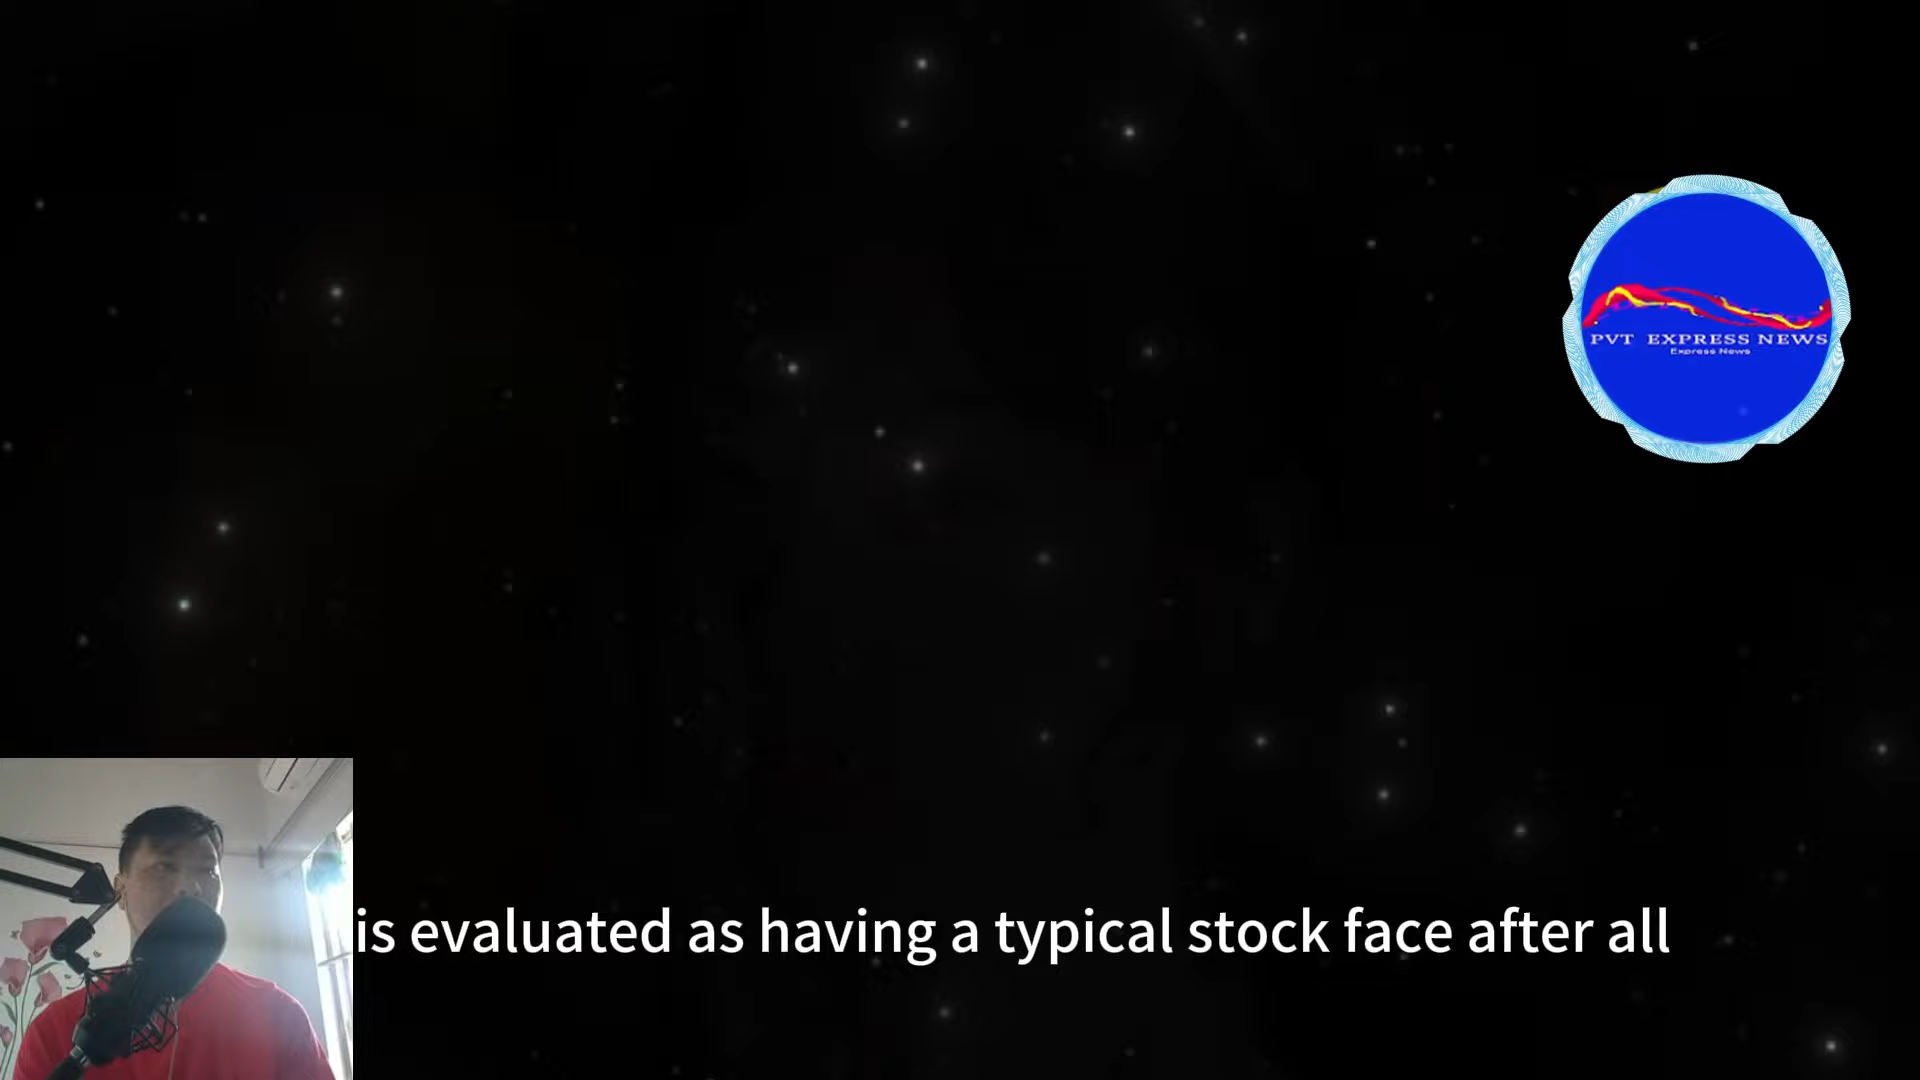 PVT EXPRESS NEWS
Express News
is evaluated as having a typical stock face after all